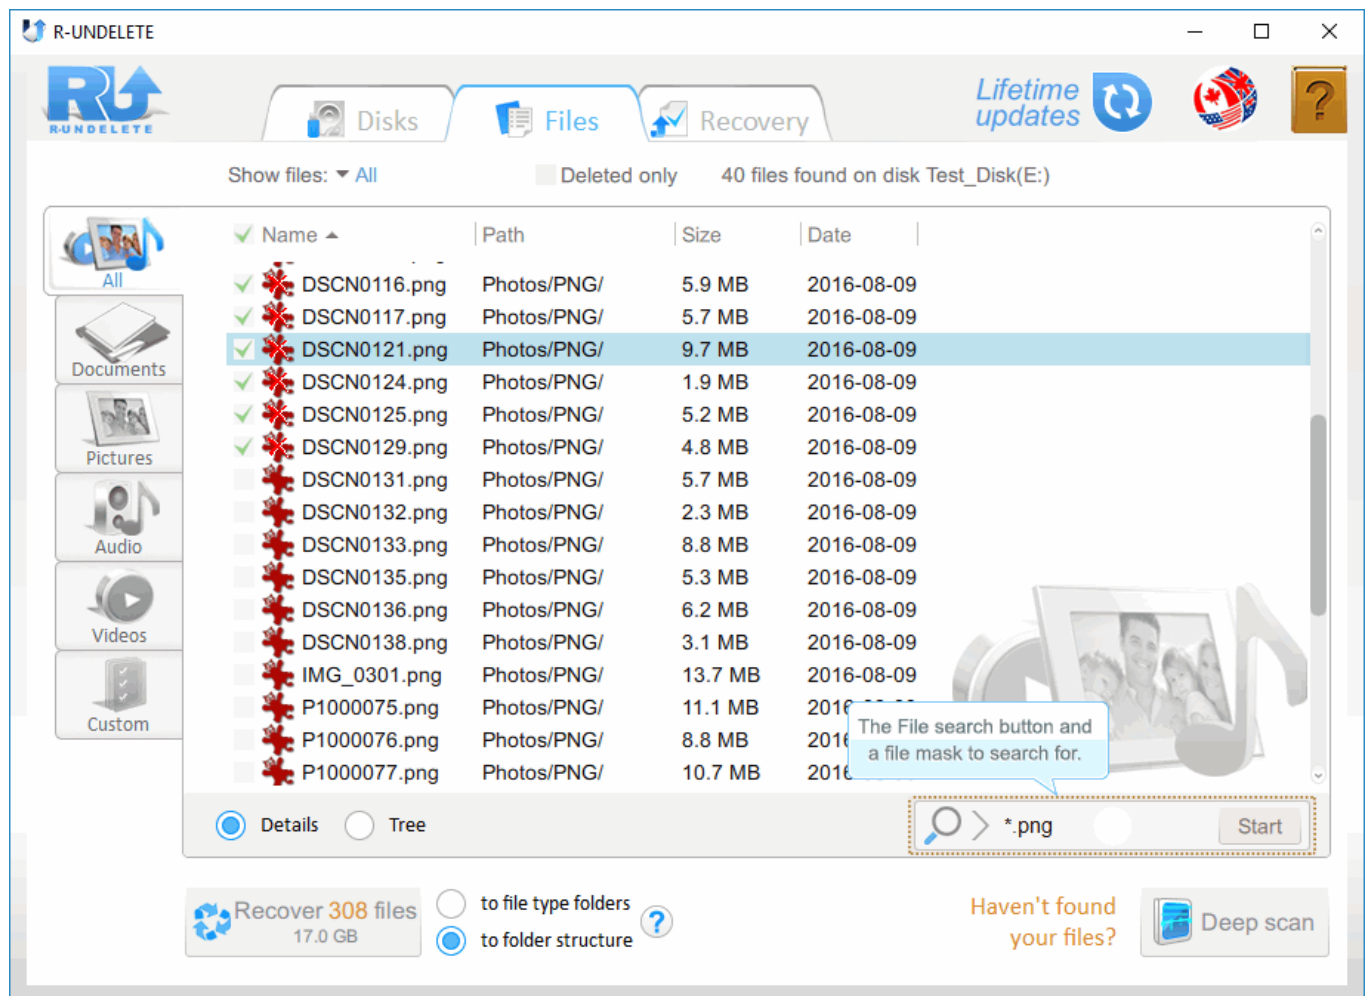 R-UNDELETE
R-UNDELETE
Disks
Files
Recovery
Lifetime
updates
Show files: All
Deleted only
40 files found on disk Test_Disk(E:)
All
Documents
Pictures
Audio
Videos
Custom
Name Path Size Date
DSCN0116.png Photos/PNG/ 5.9 MB 2016-08-09
DSCN0117.png Photos/PNG/ 5.7 MB 2016-08-09
DSCN0121.png Photos/PNG/ 9.7 MB 2016-08-09
DSCN0124.png Photos/PNG/ 1.9 MB 2016-08-09
DSCN0125.png Photos/PNG/ 5.2 MB 2016-08-09
DSCN0129.png Photos/PNG/ 4.8 MB 2016-08-09
DSCN0131.png Photos/PNG/ 5.7 MB 2016-08-09
DSCN0132.png Photos/PNG/ 2.3 MB 2016-08-09
DSCN0133.png Photos/PNG/ 8.8 MB 2016-08-09
DSCN0135.png Photos/PNG/ 5.3 MB 2016-08-09
DSCN0136.png Photos/PNG/ 6.2 MB 2016-08-09
DSCN0138.png Photos/PNG/ 3.1 MB 2016-08-09
IMG_0301.png Photos/PNG/ 13.7 MB 2016-08-09
P1000075.png Photos/PNG/ 11.1 MB 2016
P1000076.png Photos/PNG/ 8.8 MB 2016
P1000077.png Photos/PNG/ 10.7 MB 2016
The File search button and
a file mask to search for.
Details
Tree
*.png
Start
Recover 308 files
17.0 GB
to file type folders
to folder structure
?
Haven't found
your files?
Deep scan